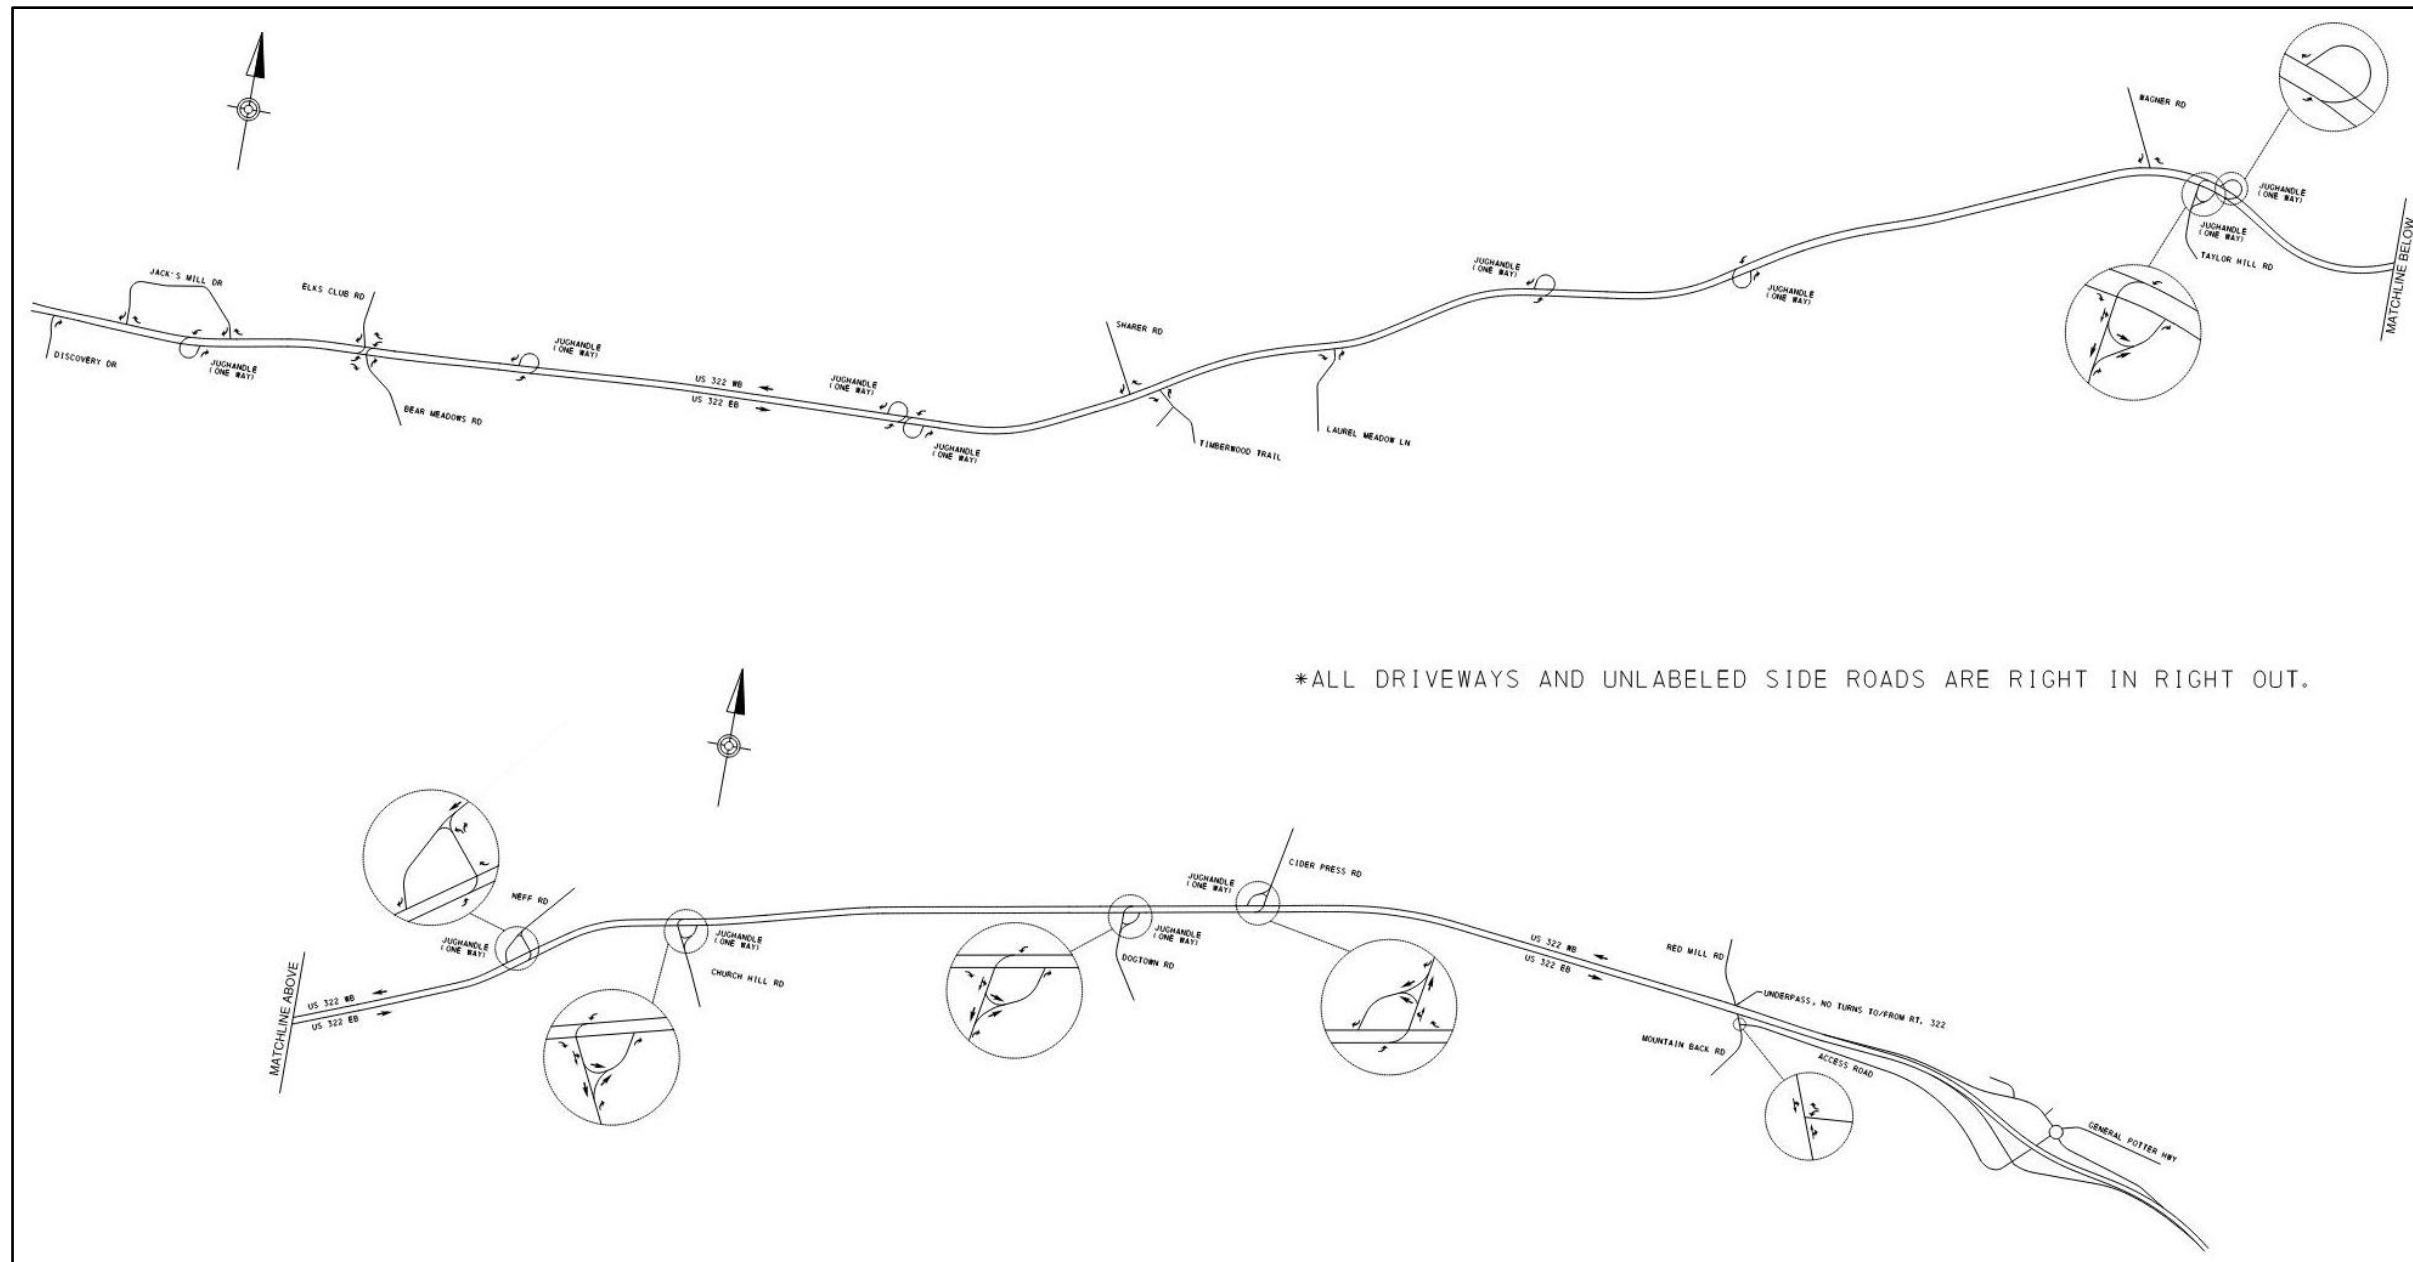 WAGNER RD
JUGHANDLE
(ONE WAY)
JUGHANDLE
(ONE WAY)
TAYLOR HILL RD
MATCHLINE BELOW
JACK'S MILL DR
ELKS CLUB RD
DISCOVERY DR
JUGHANDLE
(ONE WAY)
BEAR MEADOWS RD
JUGHANDLE
(ONE WAY)
US 322 WB
US 322 EB
JUGHANDLE
(ONE WAY)
JUGHANDLE
(ONE WAY)
SHARER RD
TIMBERWOOD TRAIL
LAUREL MEADOW LN
JUGHANDLE
(ONE WAY)
JUGHANDLE
(ONE WAY)
*ALL DRIVEWAYS AND UNLABELED SIDE ROADS ARE RIGHT IN RIGHT OUT.
MATCHLINE ABOVE
US 322 WB
US 322 EB
NEFF RD
JUGHANDLE
(ONE WAY)
JUGHANDLE
(ONE WAY)
CHURCH HILL RD
JUGHANDLE
(ONE WAY)
DOGTOWN RD
JUGHANDLE
(ONE WAY)
CIDER PRESS RD
US 322 WB
US 322 EB
RED MILL RD
UNDERPASS, NO TURNS TO/FROM RT. 322
MOUNTAIN BACK RD
ACCESS ROAD
GENERAL POTTER HWY